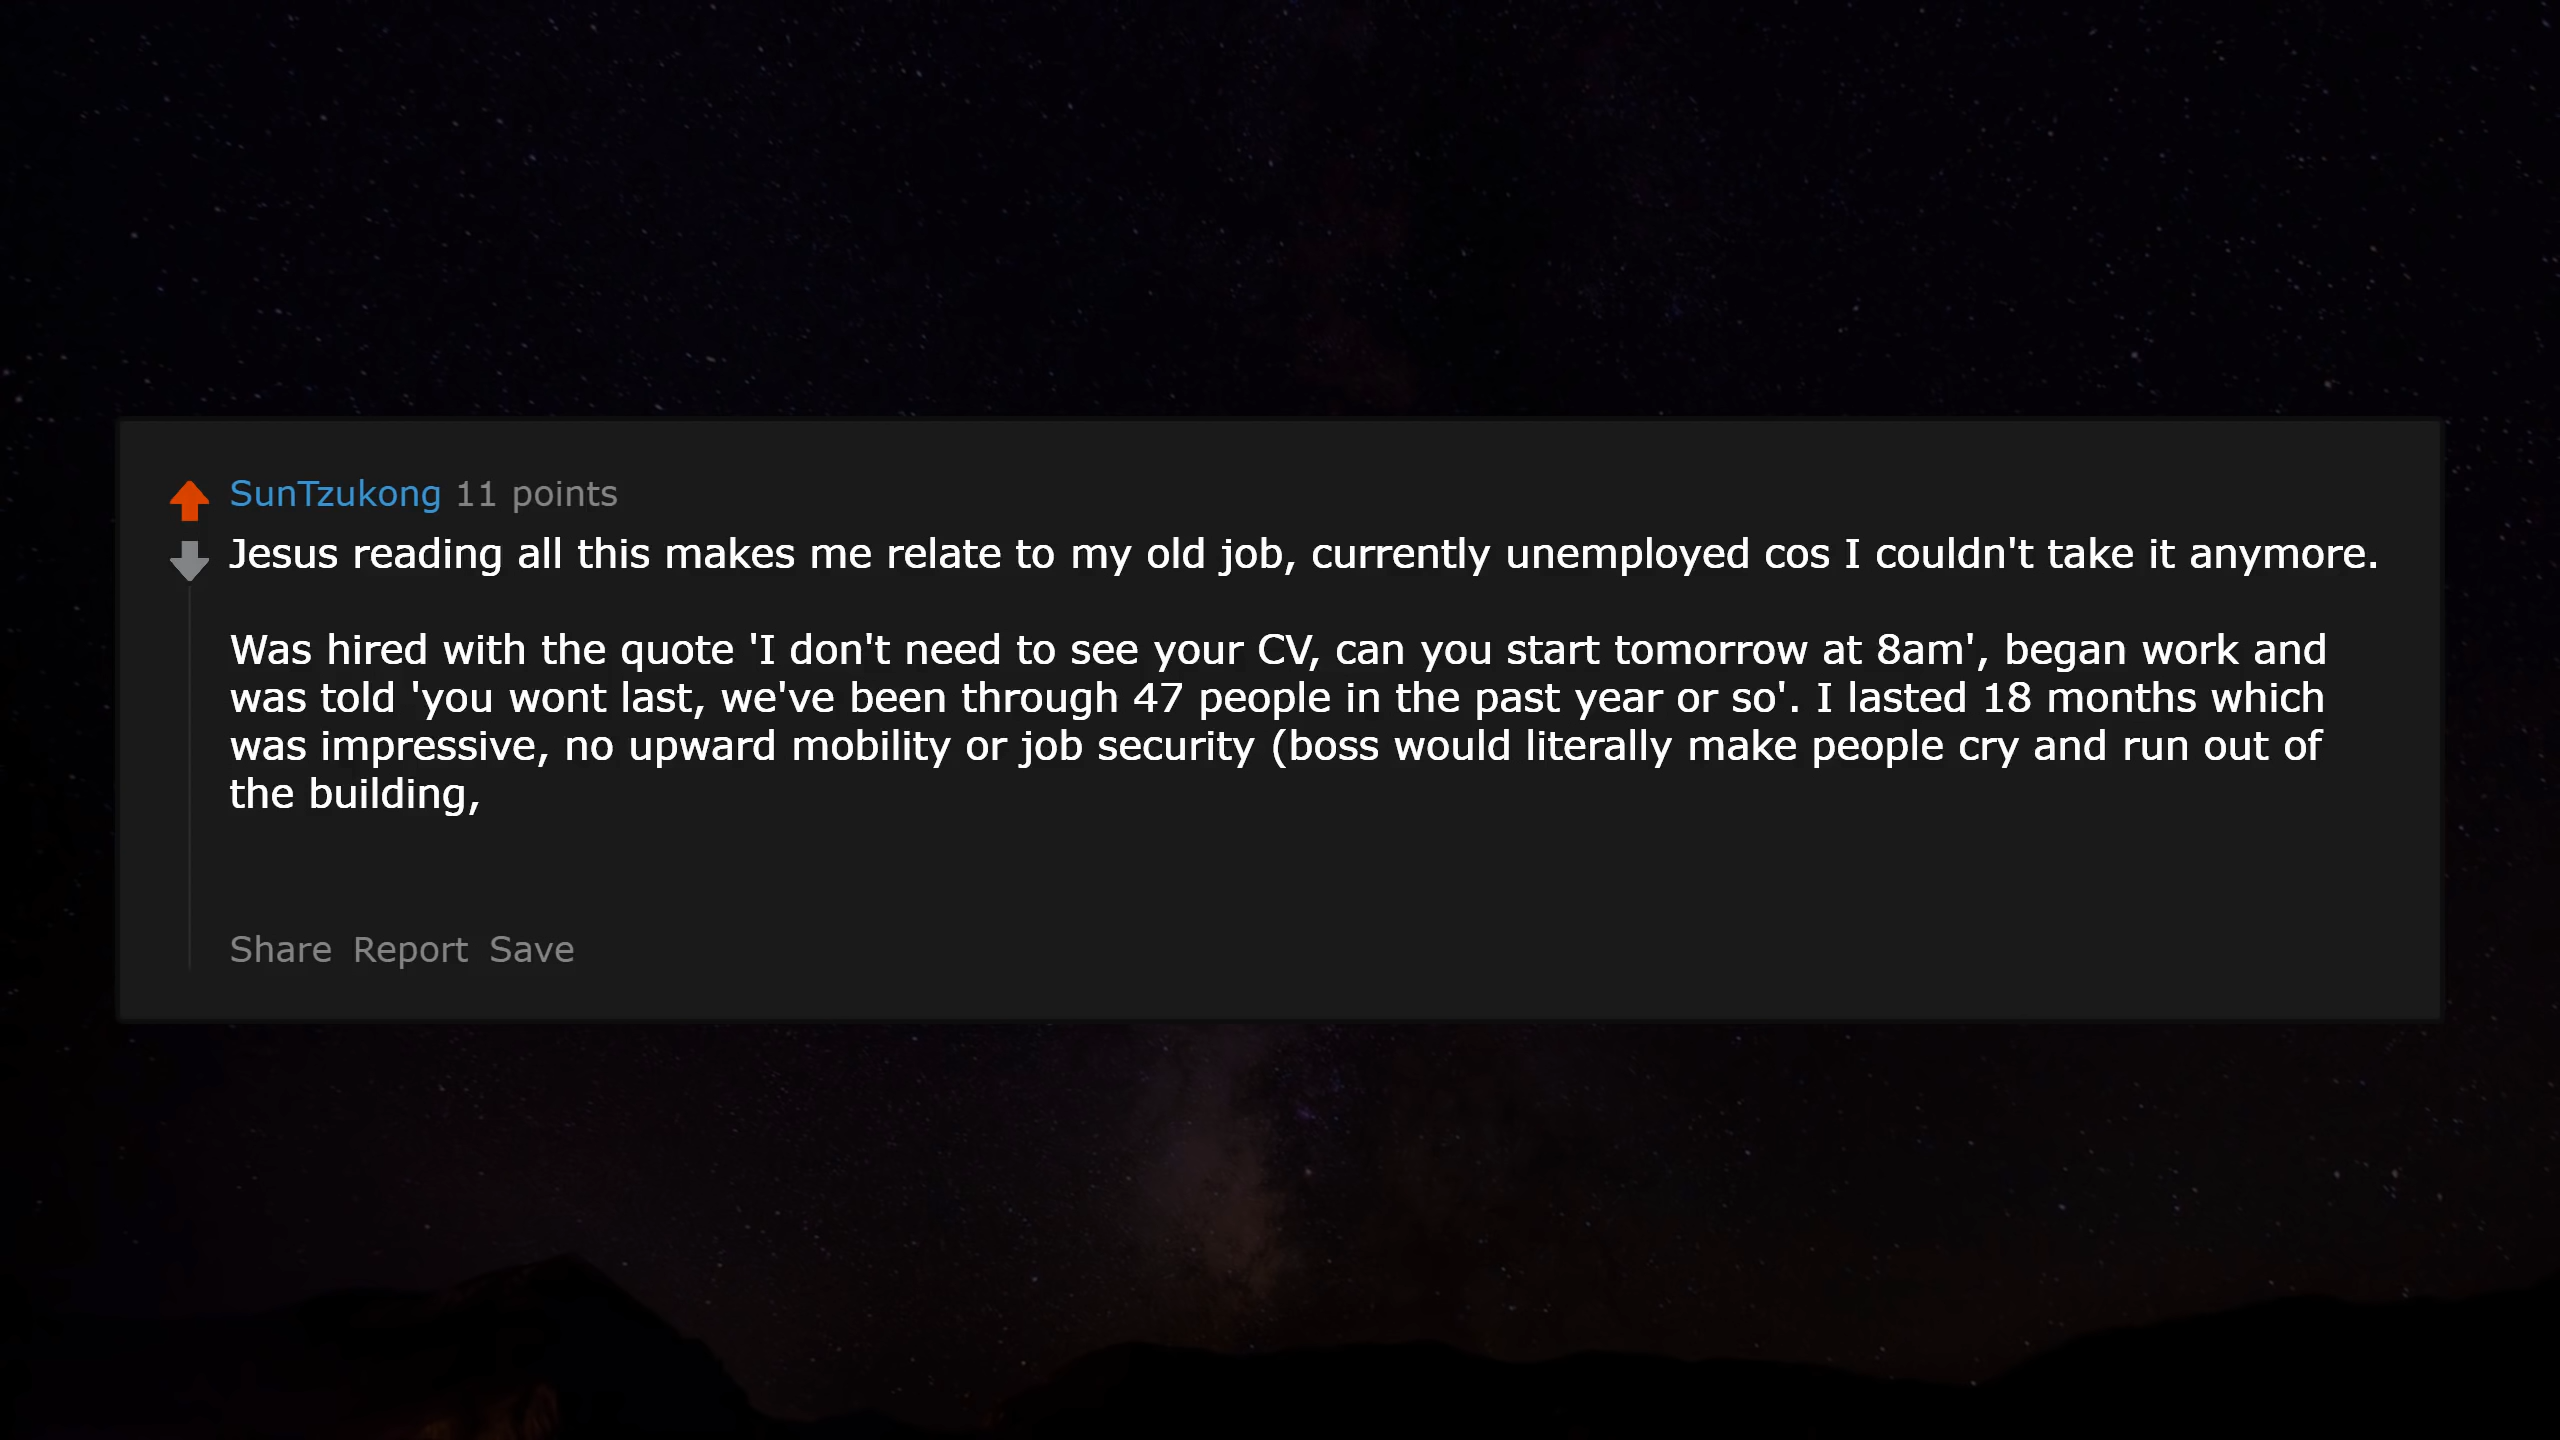 SunTzukong 11 points
Jesus reading all this makes me relate to my old job, currently unemployed cos I couldn't take it anymore.
Was hired with the quote 'I don't need to see your CV, can you start tomorrow at 8am', began work and
was told 'you wont last, we've been through 47 people in the past year or so'. I lasted 18 months which
was impressive, no upward mobility or job security (boss would literally make people cry and run out of
the building,
Share Report Save